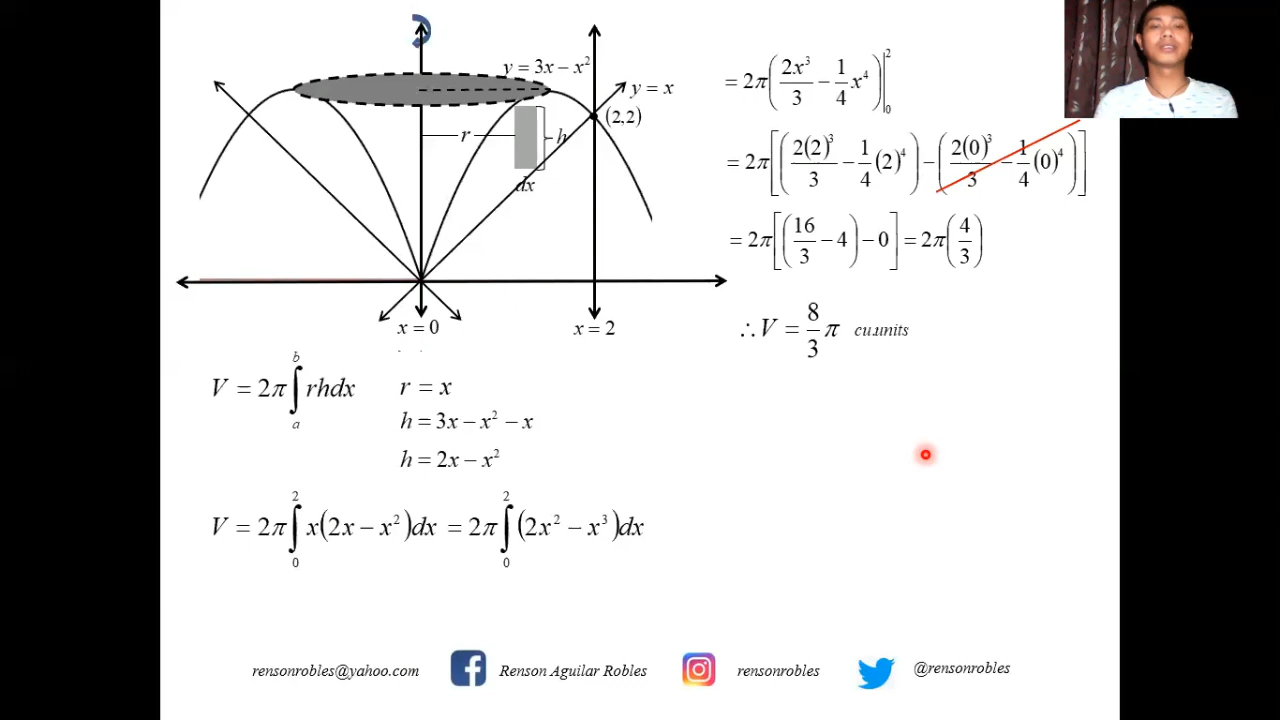 y = 3x − x²
y = x
(2,2)
r
h
dx
x = 0
x = 2
V = 2π∫ₐᵇ rhdx
r = x
h = 3x − x² − x
h = 2x − x²
V = 2π∫₀² x(2x − x²)dx = 2π∫₀² (2x² − x³)dx
= 2π(2x³/3 − 1/4 x⁴)|₀²
= 2π[(2(2)³/3 − 1/4 (2)⁴) − (2(0)³/3 − 1/4 (0)⁴)]
= 2π[(16/3 − 4) − 0] = 2π(4/3)
∴ V = 8/3 π cu.units
rensonrobles@yahoo.com
Renson Aguilar Robles
rensonrobles
@rensonrobles